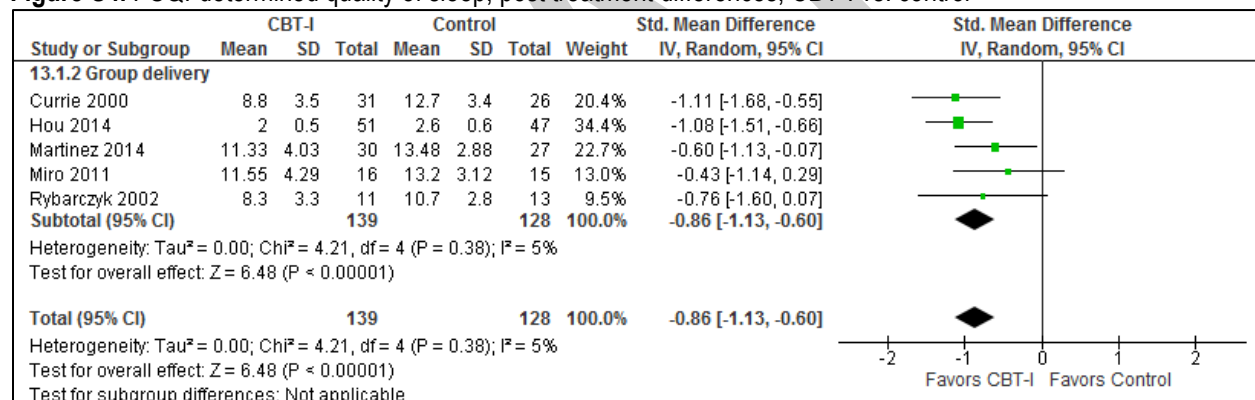 CBT-I Control Std. Mean Difference Std. Mean Difference
Study or Subgroup Mean SD Total Mean SD Total Weight IV, Random, 95% CI IV, Random, 95% CI
13.1.2 Group delivery
Currie 2000 8.8 3.5 31 12.7 3.4 26 20.4% -1.11 [-1.68, -0.55]
Hou 2014 2 0.5 51 2.6 0.6 47 34.4% -1.08 [-1.51, -0.66]
Martinez 2014 11.33 4.03 30 13.48 2.88 27 22.7% -0.60 [-1.13, -0.07]
Miro 2011 11.55 4.29 16 13.2 3.12 15 13.0% -0.43 [-1.14, 0.29]
Rybarczyk 2002 8.3 3.3 11 10.7 2.8 13 9.5% -0.76 [-1.60, 0.07]
Subtotal (95% CI) 139 128 100.0% -0.86 [-1.13, -0.60]
Heterogeneity: Tau² = 0.00; Chi² = 4.21, df = 4 (P = 0.38); I² = 5%
Test for overall effect: Z = 6.48 (P < 0.00001)
Total (95% CI) 139 128 100.0% -0.86 [-1.13, -0.60]
Heterogeneity: Tau² = 0.00; Chi² = 4.21, df = 4 (P = 0.38); I² = 5%
Test for overall effect: Z = 6.48 (P < 0.00001)
Test for subgroup differences: Not applicable
-2 -1 0 1 2
Favors CBT-I Favors Control